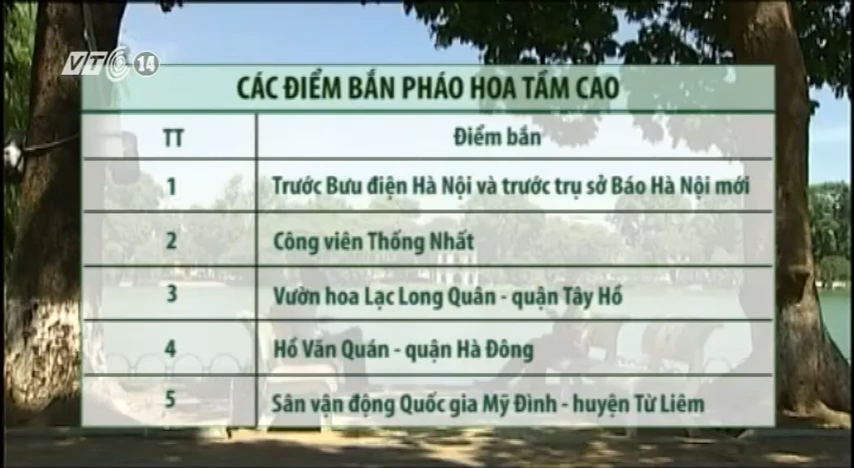 VTC14
CÁC ĐIỂM BẮN PHÁO HOA TẦM CAO
TT Điểm bắn
1 Trước Bưu điện Hà Nội và trước trụ sở Báo Hà Nội mới
2 Công viên Thống Nhất
3 Vườn hoa Lạc Long Quân - quận Tây Hồ
4 Hồ Văn Quán - quận Hà Đông
5 Sân vận động Quốc gia Mỹ Đình - huyện Từ Liêm